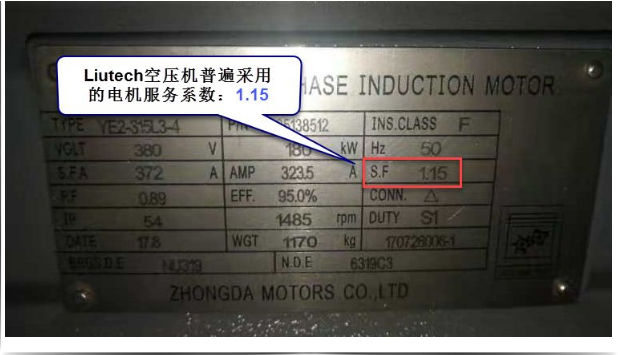 Liutech空压机普遍采用
的电机服务系数：1.15
HASE INDUCTION MOTOR
TYPE YE2-315L3-4 5138512 INS.CLASS F
VOLT 380 V 180 kW Hz 50
S.F.A 372 A AMP 323.5 A S.F 1.15
P.F 0.89 EFF. 95.0% CONN. △
IP 54 1485 rpm DUTY S1
DATE 17.8 WGT 1170 kg 170728006-1
BRGS D.E NU319 N.D.E 6319C3
ZHONGDA MOTORS CO.,LTD